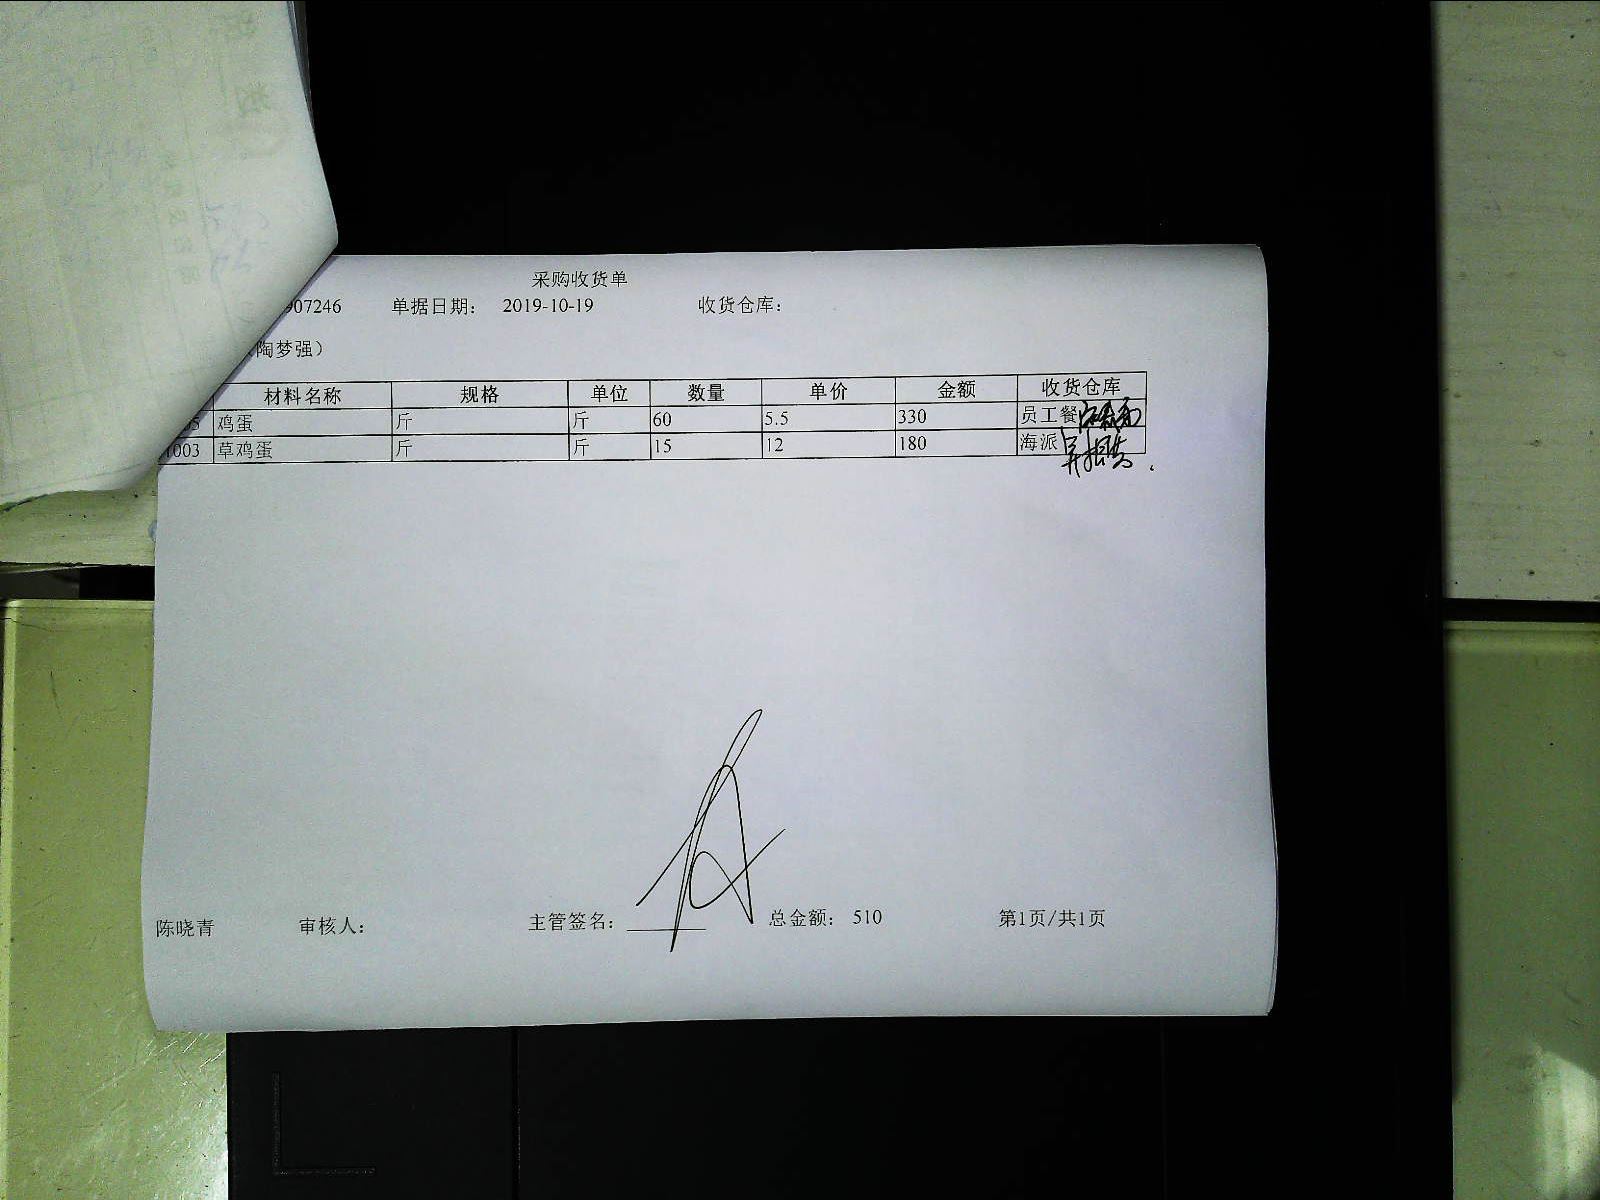 采购收货单
907246 单据日期： 2019-10-19 收货仓库：
（陶梦强）
材料名称 规格 单位 数量 单价 金额 收货仓库
鸡蛋 斤 斤 60 5.5 330 员工餐
1003 草鸡蛋 斤 斤 15 12 180 海派
陈晓青 审核人： 主管签名： 总金额： 510 第1页/共1页